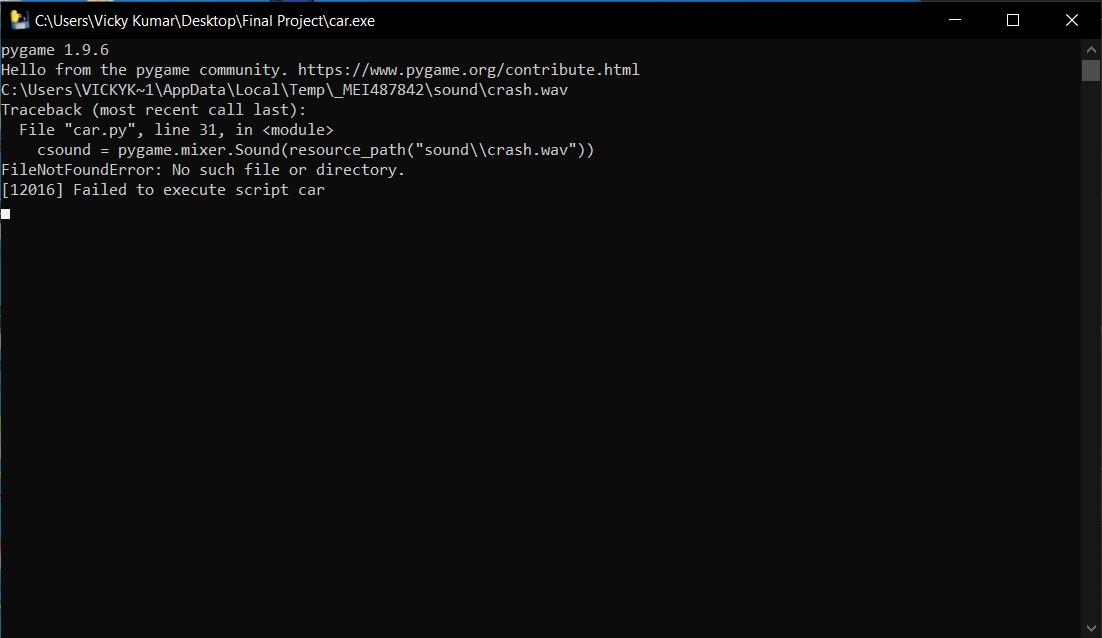 C:\Users\Vicky Kumar\Desktop\Final Project\car.exe
pygame 1.9.6
Hello from the pygame community. https://www.pygame.org/contribute.html
C:\Users\VICKYK~1\AppData\Local\Temp\_MEI487842\sound\crash.wav
Traceback (most recent call last):
  File "car.py", line 31, in <module>
    csound = pygame.mixer.Sound(resource_path("sound\\crash.wav"))
FileNotFoundError: No such file or directory.
[12016] Failed to execute script car